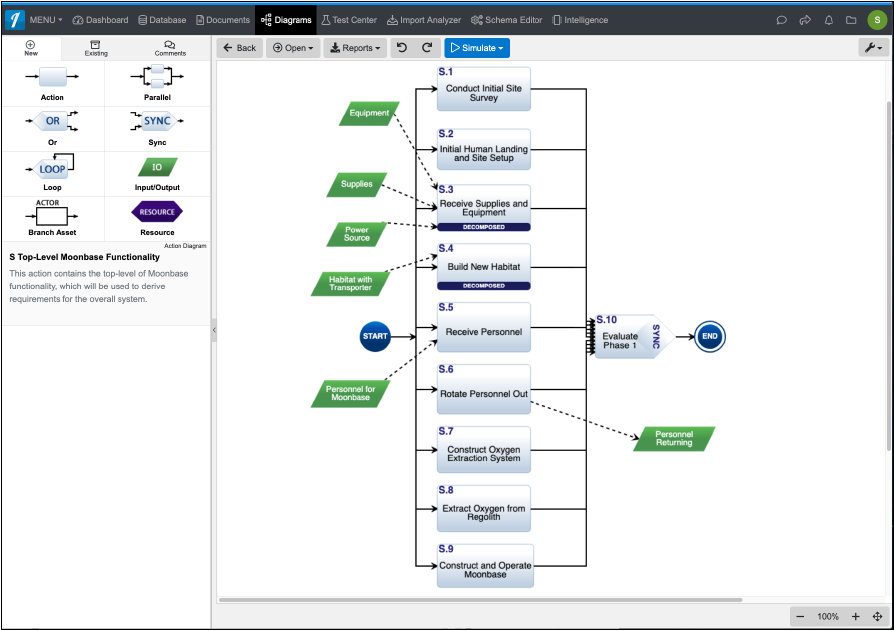 MENU
Dashboard
Database
Documents
Diagrams
Test Center
Import Analyzer
Schema Editor
Intelligence
S
New
Existing
Comments
Back
Open
Reports
Simulate
Action
Parallel
OR
Or
SYNC
Sync
LOOP
Loop
IO
Input/Output
ACTOR
Branch Asset
RESOURCE
Resource
Action Diagram
S Top-Level Moonbase Functionality
This action contains the top-level of Moonbase
functionality, which will be used to derive
requirements for the overall system.
S.1
Conduct Initial Site
Survey
Equipment
S.2
Initial Human Landing
and Site Setup
Supplies
S.3
Receive Supplies and
Equipment
DECOMPOSED
Power
Source
S.4
Build New Habitat
DECOMPOSED
Habitat with
Transporter
S.5
Receive Personnel
START
S.10
Evaluate
Phase 1
SYNC
END
Personnel for
Moonbase
S.6
Rotate Personnel Out
Personnel
Returning
S.7
Construct Oxygen
Extraction System
S.8
Extract Oxygen from
Regolith
S.9
Construct and Operate
Moonbase
100%